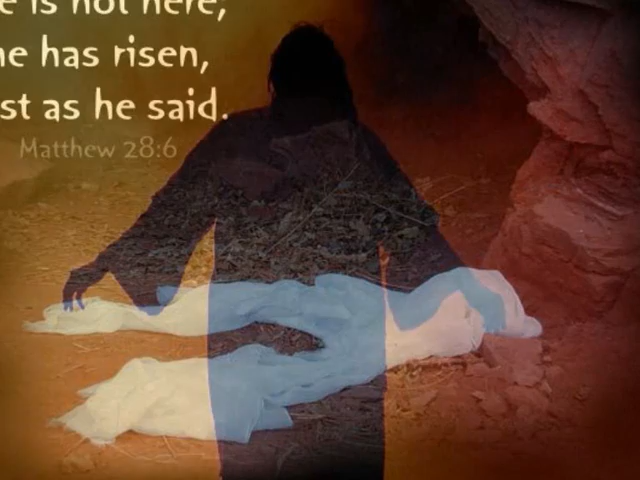 e is not here,
he has risen,
st as he said.
Matthew 28:6